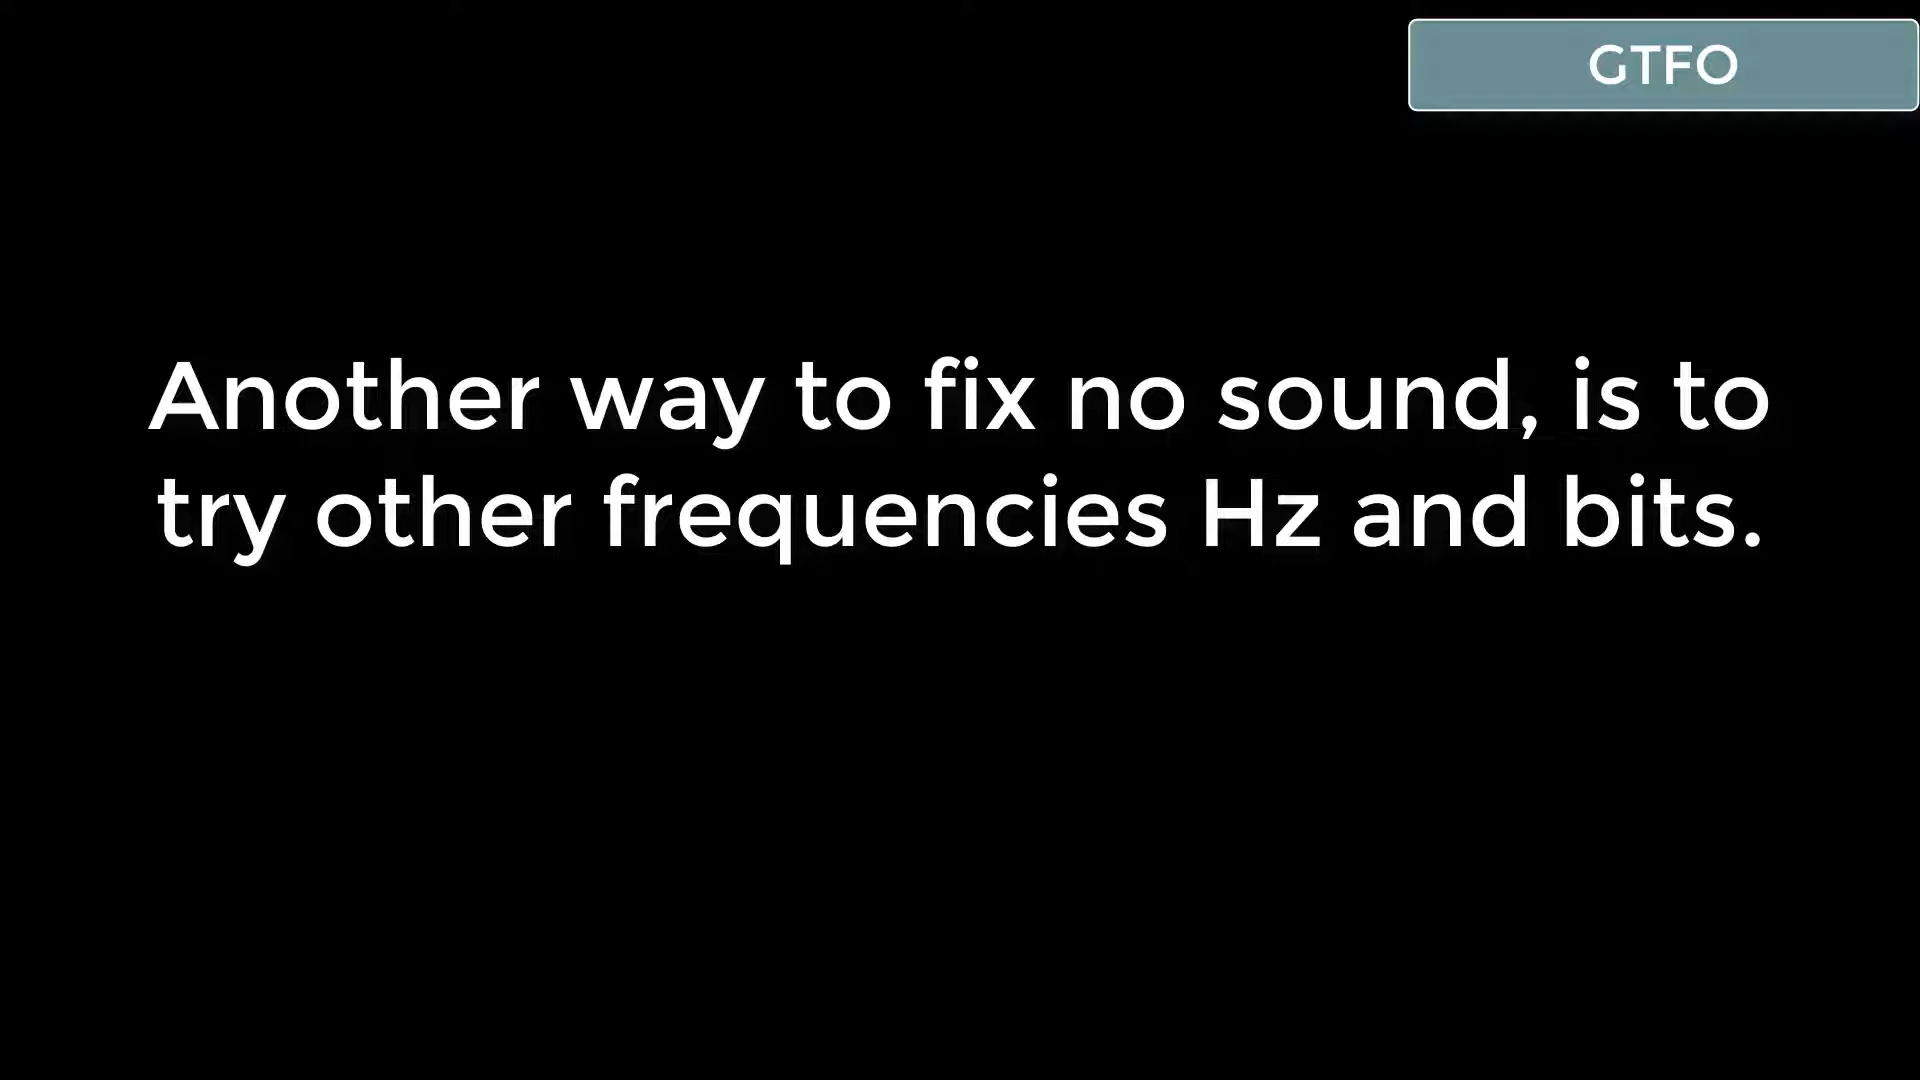 GTFO
Another way to fix no sound, is to
try other frequencies Hz and bits.